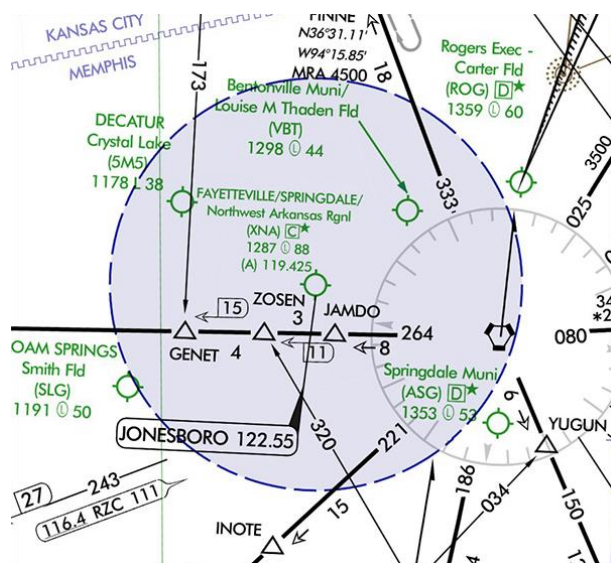 KANSAS CITY
MEMPHIS
173
FINNE
N36°31.11'
W94°15.85'
MRA 4500
18
Rogers Exec -
Carter Fld
(ROG) D★
1359 Ⓛ 60
Bentonville Muni/
Louise M Thaden Fld
(VBT)
1298 Ⓛ 44
DECATUR
Crystal Lake
(5M5)
1178 L 38
3500
333
025
FAYETTEVILLE/SPRINGDALE/
Northwest Arkansas Rgnl
(XNA) C★
1287 Ⓛ 88
(A) 119.425
15
ZOSEN
3
JAMDO
264
34
*2
080
GENET
4
11
8
OAM SPRINGS
Smith Fld
(SLG)
1191 Ⓛ 50
Springdale Muni
(ASG) D★
1353 Ⓛ 53
9
YUGUN
JONESBORO 122.55
320
221
27
243
116.4 RZC 111
186
034
150
15
INOTE